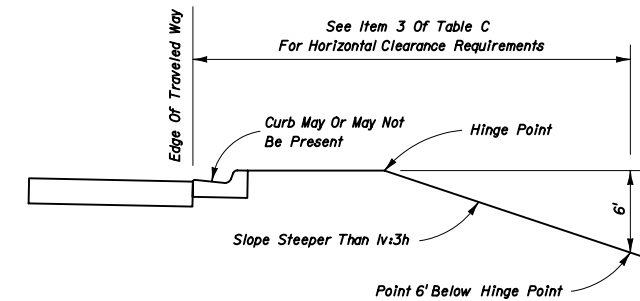 See Item 3 Of Table C
For Horizontal Clearance Requirements
Edge Of Traveled Way
Curb May Or May Not
Be Present
Hinge Point
6'
Slope Steeper Than 1v:3h
Point 6' Below Hinge Point